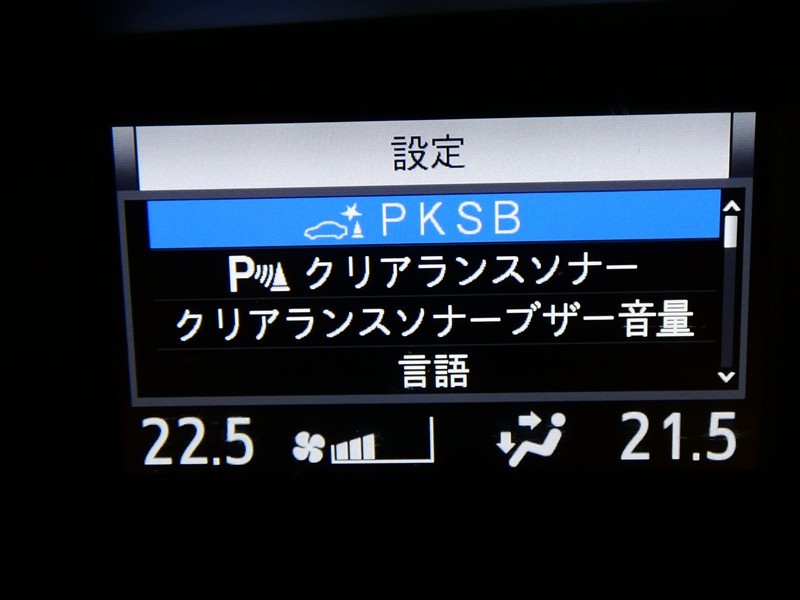 設定
PKSB
P クリアランスソナー
クリアランスソナーブザー音量
言語
22.5 21.5